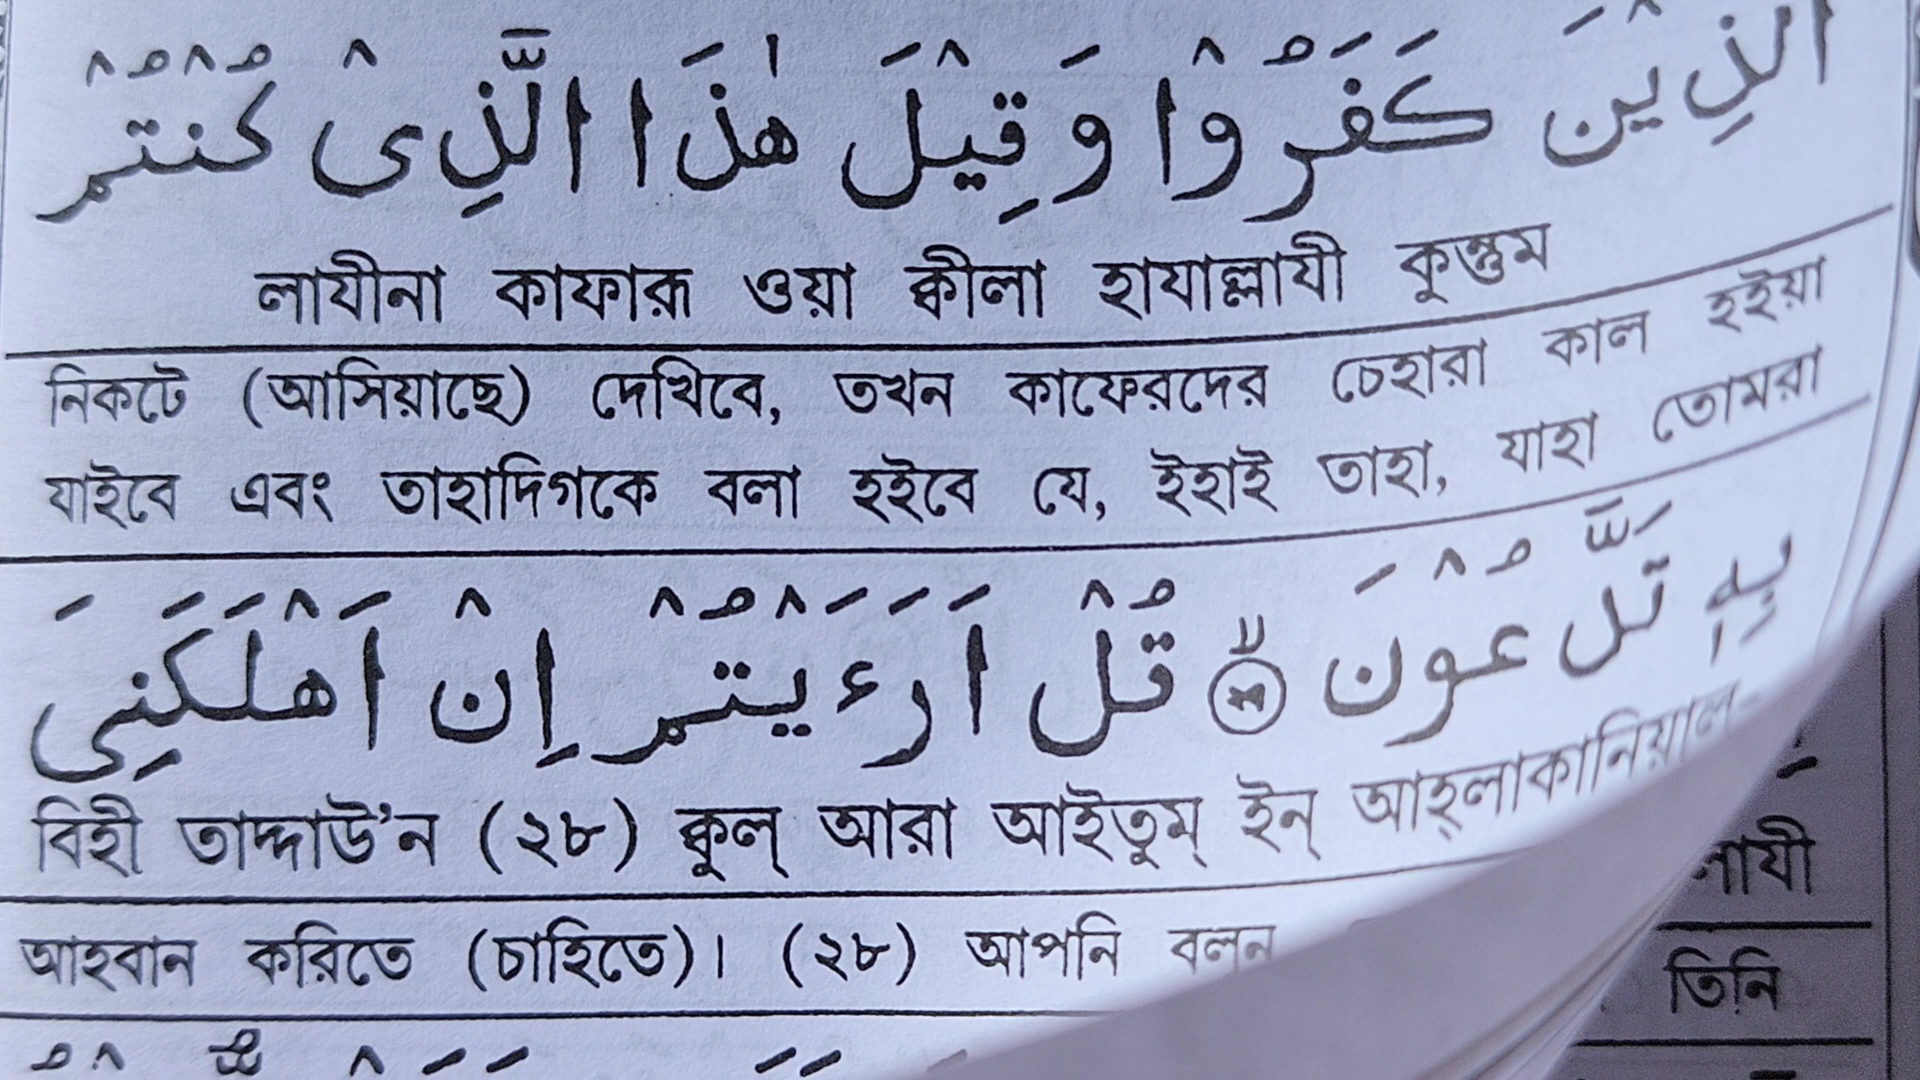 الَّذِيْنَ كَفَرُوْا وَقِيْلَ هٰذَا الَّذِىْ كُنْتُمْ
লাযীনা কাফারূ ওয়া ক্বীলা হাযাল্লাযী কুন্তুম
নিকটে (আসিয়াছে) দেখিবে, তখন কাফেরদের চেহারা কাল হইয়া
যাইবে এবং তাহাদিগকে বলা হইবে যে, ইহাই তাহা, যাহা তোমরা
بِهٖ تَدَّعُوْنَ قُلْ اَرَءَيْتُمْ اِنْ اَهْلَكَنِىَ
বিহী তাদ্দাউ'ন (২৮) ক্বুল্ আরা আইতুম্ ইন্ আহ্লাকানিয়াল-
লাযী
আহবান করিতে (চাহিতে)। (২৮) আপনি বলুন
তিনি